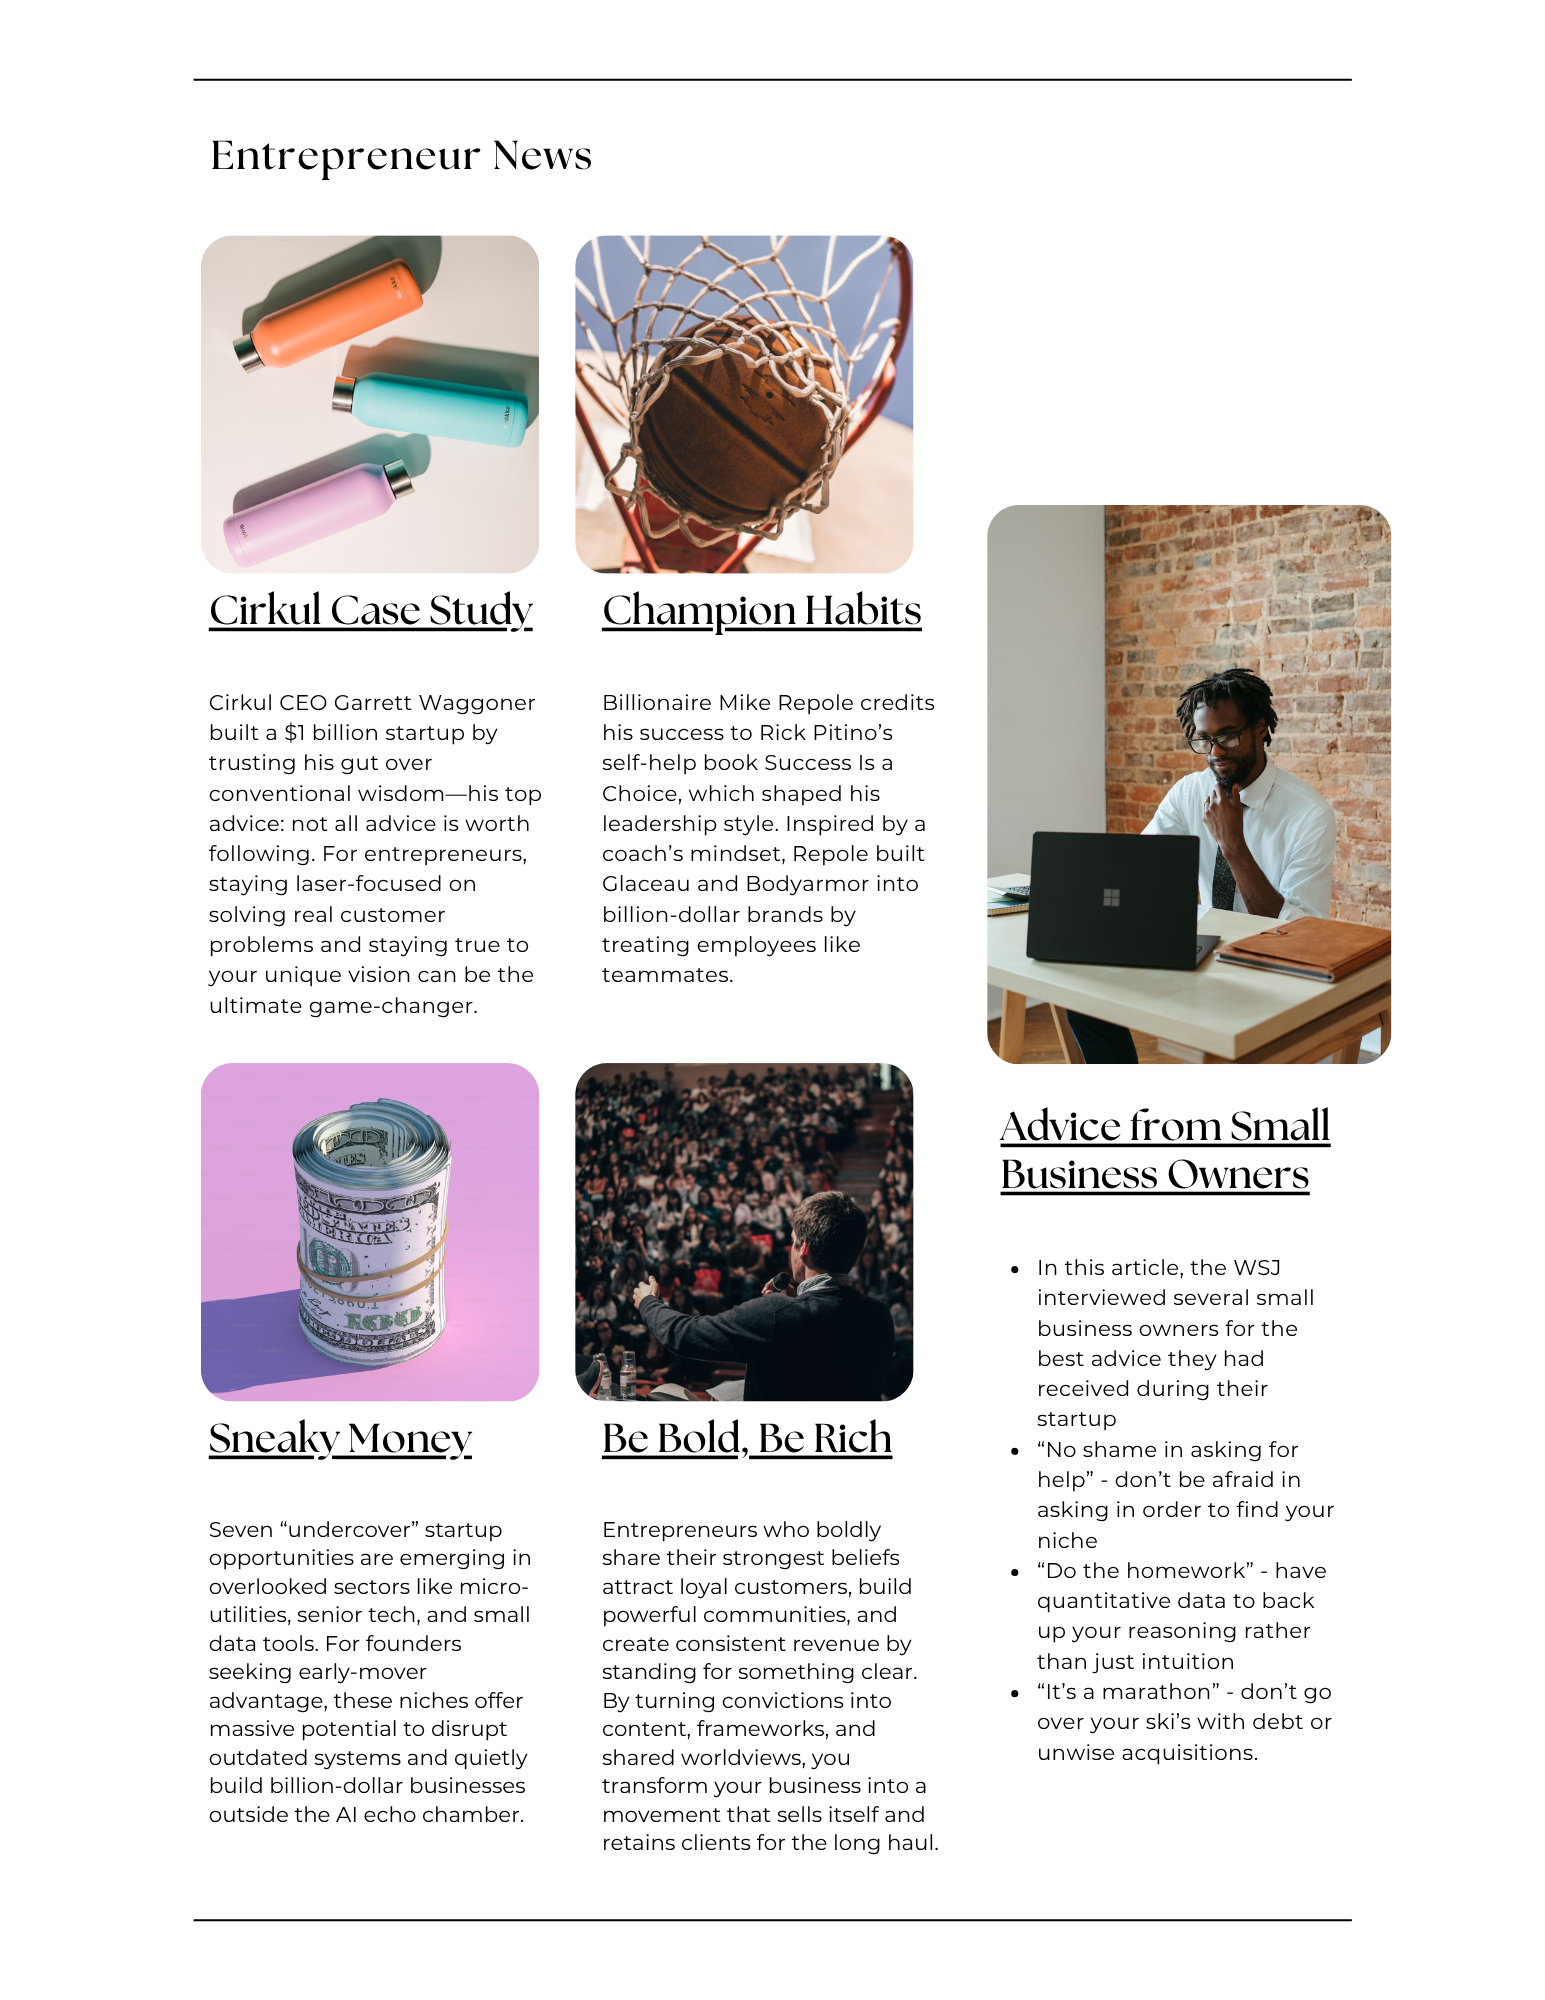 Entrepreneur News
Cirkul Case Study
Cirkul CEO Garrett Waggoner
built a $1 billion startup by
trusting his gut over
conventional wisdom—his top
advice: not all advice is worth
following. For entrepreneurs,
staying laser-focused on
solving real customer
problems and staying true to
your unique vision can be the
ultimate game-changer.
Champion Habits
Billionaire Mike Repole credits
his success to Rick Pitino’s
self-help book Success Is a
Choice, which shaped his
leadership style. Inspired by a
coach’s mindset, Repole built
Glaceau and Bodyarmor into
billion-dollar brands by
treating employees like
teammates.
Sneaky Money
Seven “undercover” startup
opportunities are emerging in
overlooked sectors like micro-
utilities, senior tech, and small
data tools. For founders
seeking early-mover
advantage, these niches offer
massive potential to disrupt
outdated systems and quietly
build billion-dollar businesses
outside the AI echo chamber.
Be Bold, Be Rich
Entrepreneurs who boldly
share their strongest beliefs
attract loyal customers, build
powerful communities, and
create consistent revenue by
standing for something clear.
By turning convictions into
content, frameworks, and
shared worldviews, you
transform your business into a
movement that sells itself and
retains clients for the long haul.
Advice from Small
Business Owners
• In this article, the WSJ
interviewed several small
business owners for the
best advice they had
received during their
startup
• “No shame in asking for
help” - don’t be afraid in
asking in order to find your
niche
• “Do the homework” - have
quantitative data to back
up your reasoning rather
than just intuition
• “It’s a marathon” - don’t go
over your ski’s with debt or
unwise acquisitions.